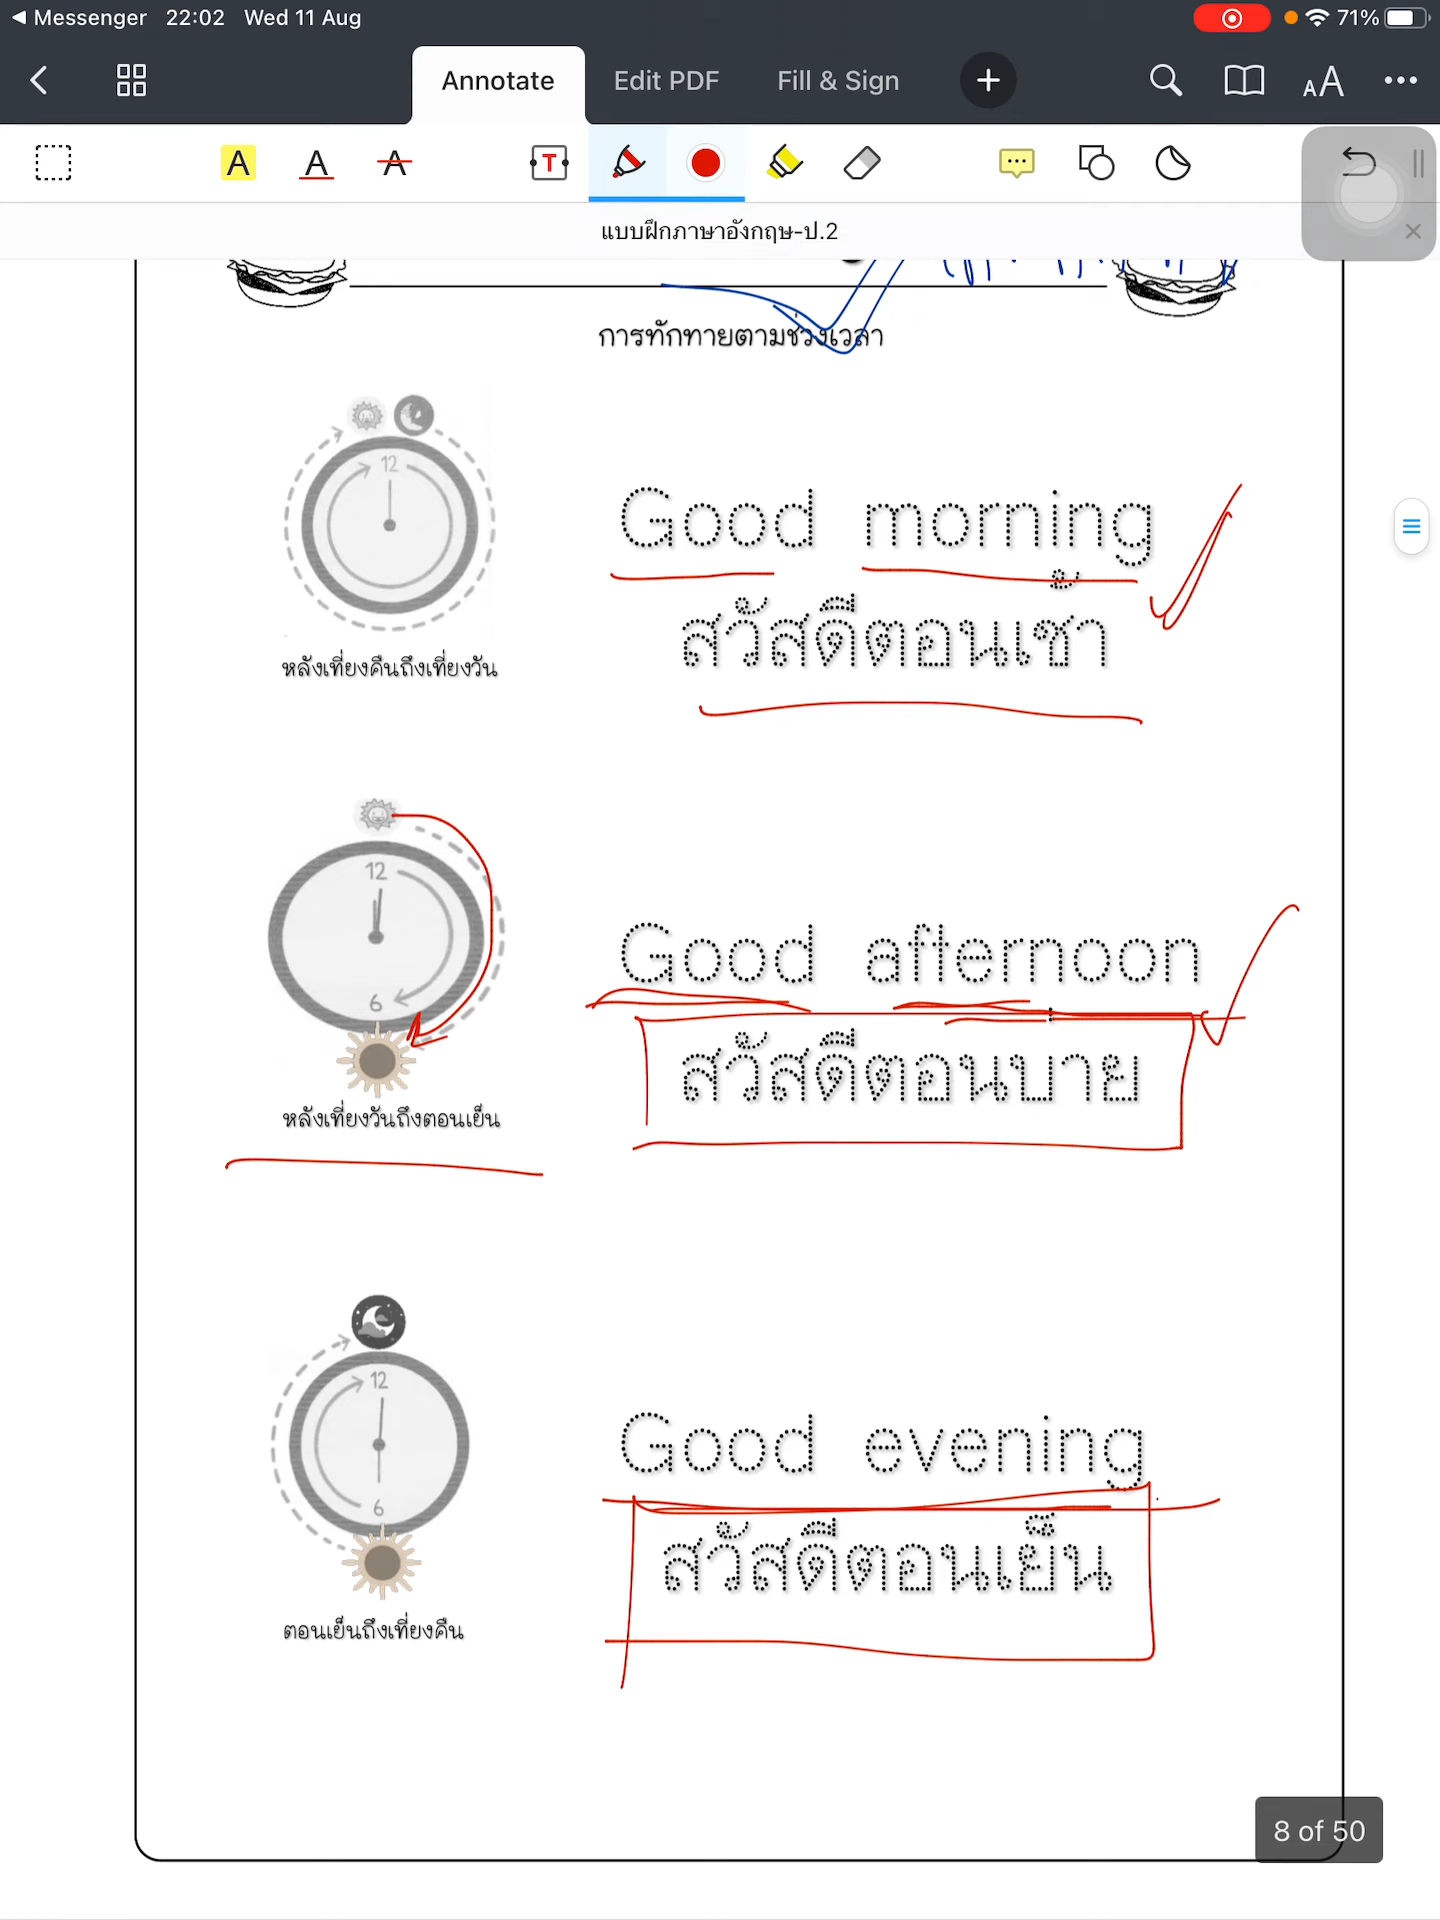 Messenger 22:02 Wed 11 Aug 71%
Annotate Edit PDF Fill & Sign
A A A T AA
แบบฝึกภาษาอังกฤษ-ป.2
การทักทายตามช่วงเวลา
12
Good morning
สวัสดีตอนเช้า
หลังเที่ยงคืนถึงเที่ยงวัน
12
6
Good afternoon
สวัสดีตอนบ่าย
หลังเที่ยงวันถึงตอนเย็น
12
6
Good evening
สวัสดีตอนเย็น
ตอนเย็นถึงเที่ยงคืน
8 of 50